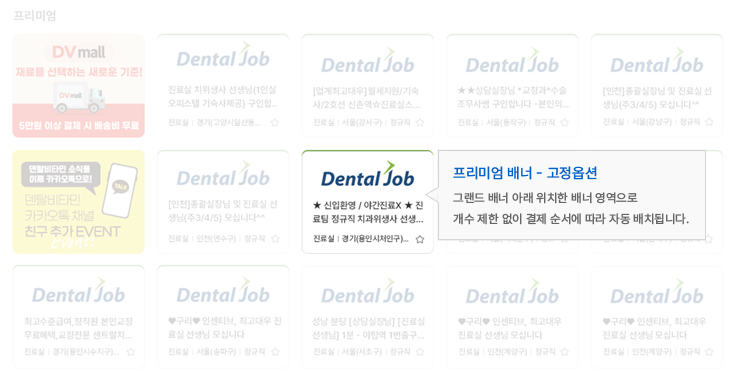 프리미엄
DVmall
재료를 선택하는 새로운 기준!
DVmall
5만원 이상 결제 시 배송비 무료
Dental Job
진료실 치위생사 선생님(1인실
오피스텔 기숙사제공) 구인합...
진료실 | 경기(고양시일산동...
Dental Job
[업계최고대우]월세지원/기숙
사/2호선 신촌역승진료실스...
진료실 | 서울(강서구) | 정규직
Dental Job
★★상담실장님 *교정과*수술
조무사쌤 구인합니다 -본인의...
진료실 | 서울(동작구) | 정규직
Dental Job
[인천]총괄실장님 및 진료실 선
생님(주3/4/5) 모십니다^^
진료실 | 서울(강남구) | 정규직
덴탈비타민 소식을
이제 카카오톡으로!
덴탈비타민
카카오톡 채널
친구 추가 EVENT
TALK
Dental Job
[인천]총괄실장님 및 진료실 선
생님(주3/4/5) 모십니다^^
진료실 | 인천(연수구) | 정규직
Dental Job
★ 신입환영 / 야간진료X ★ 진
료팀 정규직 치과위생사 선생...
진료실 | 경기(용인시처인구)...
프리미엄 배너 - 고정옵션
그랜드 배너 아래 위치한 배너 영역으로
개수 제한 없이 결제 순서에 따라 자동 배치됩니다.
Dental Job
최고수준급여,정직원 본인교정
무료혜택,교정전문 센트럴치...
진료실 | 경기(용인시수지구)...
Dental Job
♥구리♥ 인센티브, 최고대우 진
료실 선생님 모십니다
진료실 | 서울(송파구) | 정규직
Dental Job
성남 분당 [상담실장님] [진료실
선생님] 1분 - 야탑역 1번출구...
진료실 | 서울(서초구) | 정규직
Dental Job
♥구리♥ 인센티브, 최고대우
진료실 선생님 모십니다
진료실 | 인천(계양구) | 정규직
Dental Job
♥구리♥ 인센티브, 최고대우
진료실 선생님 모십니다
진료실 | 인천(계양구) | 정규직